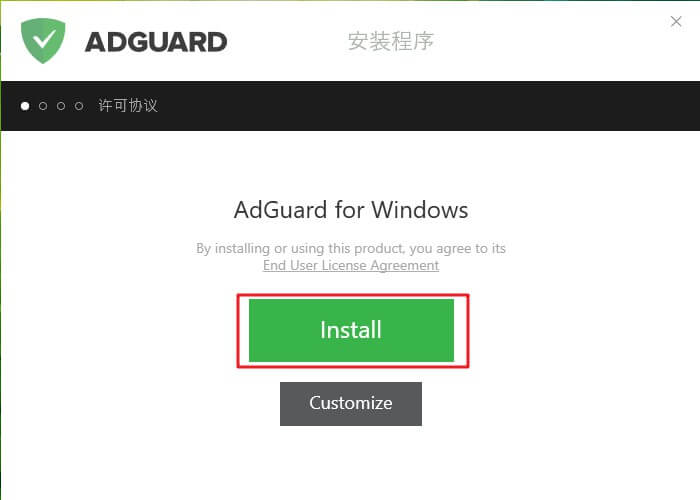 ADGUARD
安装程序
许可协议
AdGuard for Windows
By installing or using this product, you agree to its
End User License Agreement
Install
Customize